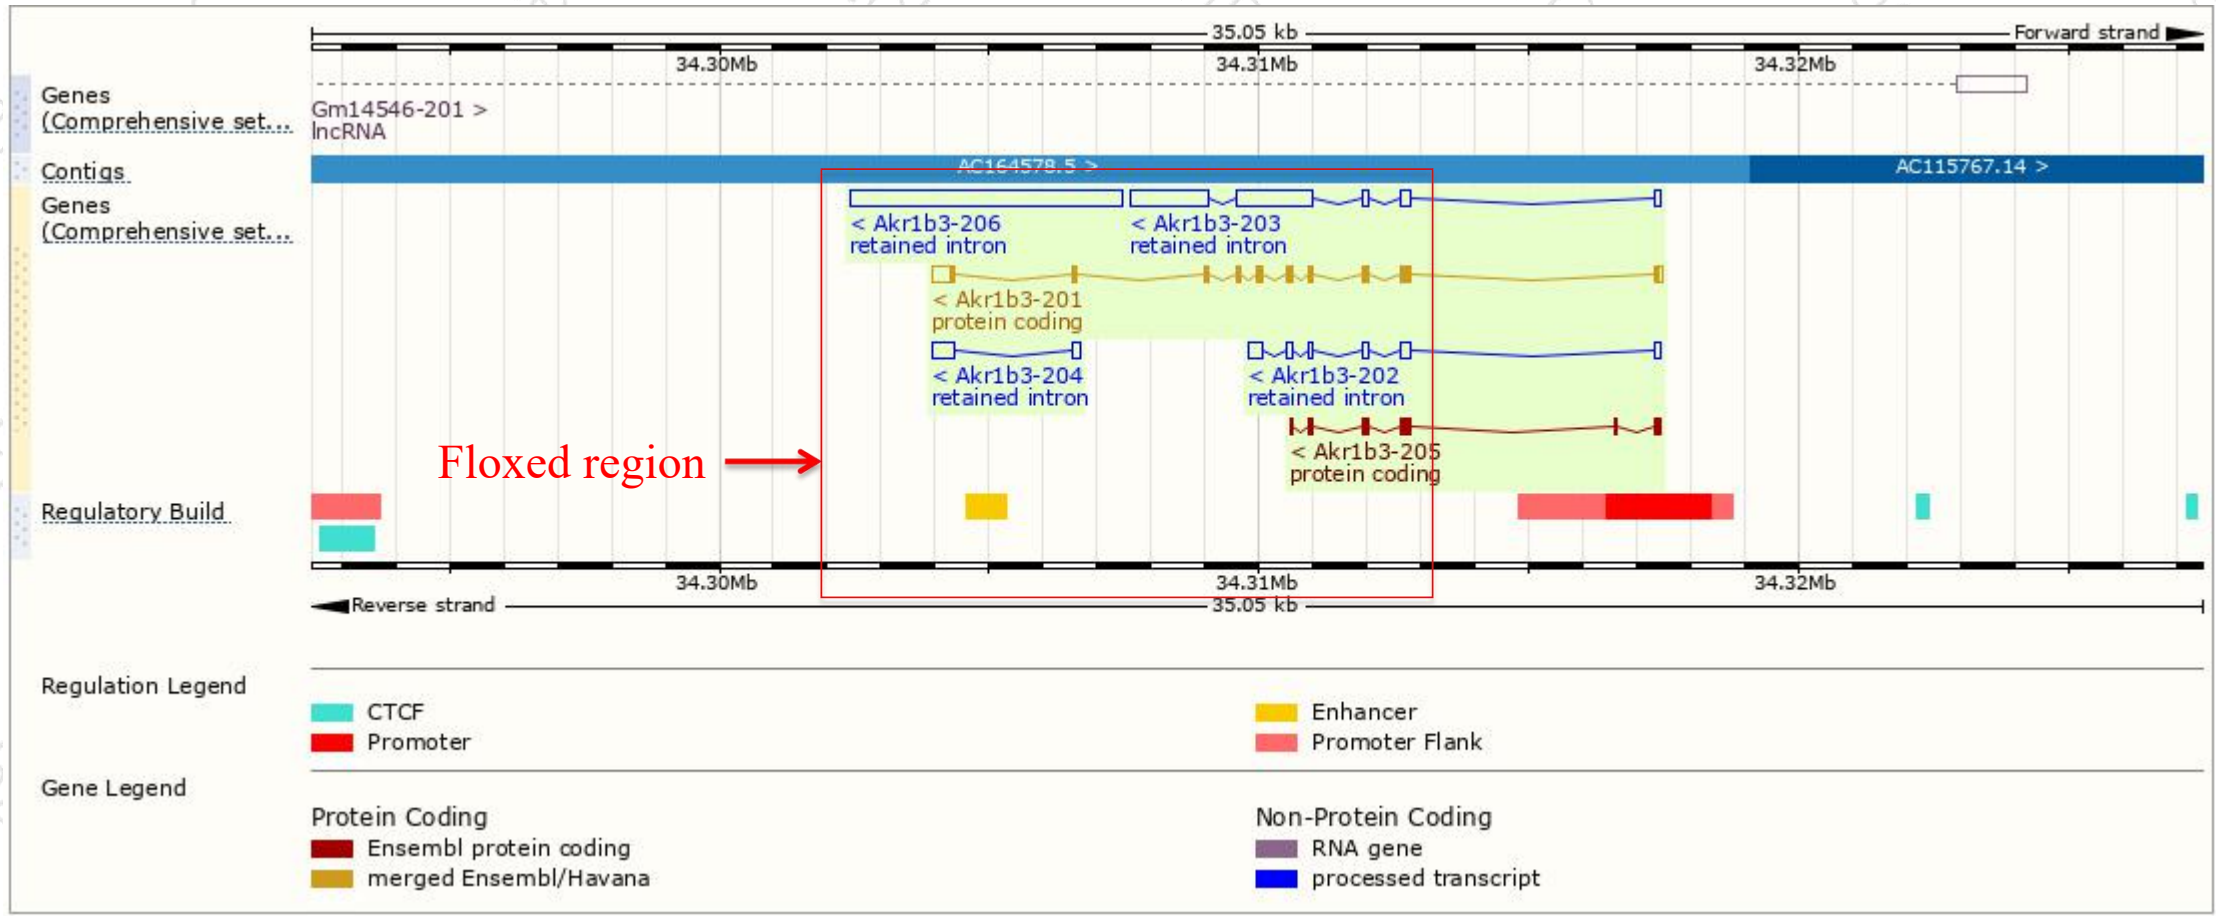 35.05 kb
Forward strand
34.30Mb 34.31Mb 34.32Mb
Genes
(Comprehensive set...
Gm14546-201 >
lncRNA
Contigs
AC164578.5 >
AC115767.14 >
Genes
(Comprehensive set...
< Akr1b3-206
retained intron
< Akr1b3-203
retained intron
< Akr1b3-201
protein coding
< Akr1b3-204
retained intron
< Akr1b3-202
retained intron
< Akr1b3-205
protein coding
Floxed region
Regulatory Build
34.30Mb 34.31Mb 34.32Mb
Reverse strand
35.05 kb
Regulation Legend
CTCF
Promoter
Enhancer
Promoter Flank
Gene Legend
Protein Coding
Ensembl protein coding
merged Ensembl/Havana
Non-Protein Coding
RNA gene
processed transcript